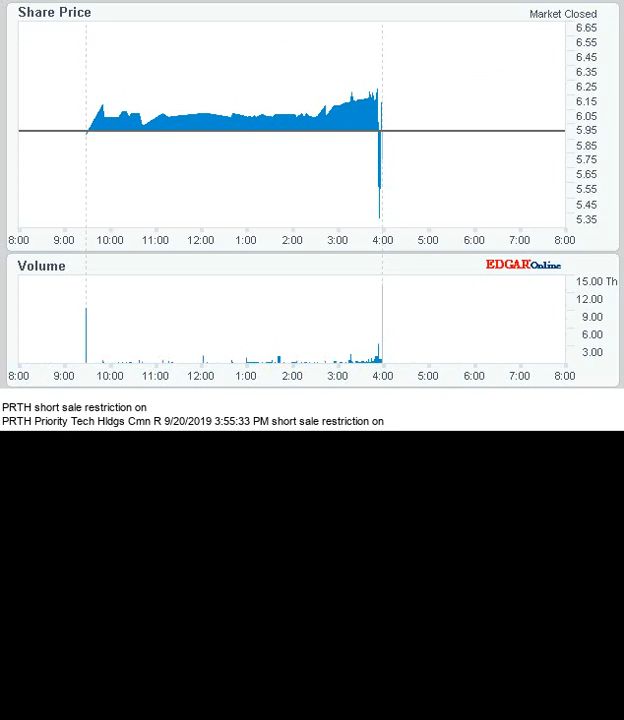 Share Price
Market Closed
6.65
6.55
6.45
6.35
6.25
6.15
6.05
5.95
5.85
5.75
5.65
5.55
5.45
5.35
8:00 9:00 10:00 11:00 12:00 1:00 2:00 3:00 4:00 5:00 6:00 7:00 8:00
Volume
EDGAROnline
15.00 Th
12.00
9.00
6.00
3.00
8:00 9:00 10:00 11:00 12:00 1:00 2:00 3:00 4:00 5:00 6:00 7:00 8:00
PRTH short sale restriction on
PRTH Priority Tech Hldgs Cmn R 9/20/2019 3:55:33 PM short sale restriction on